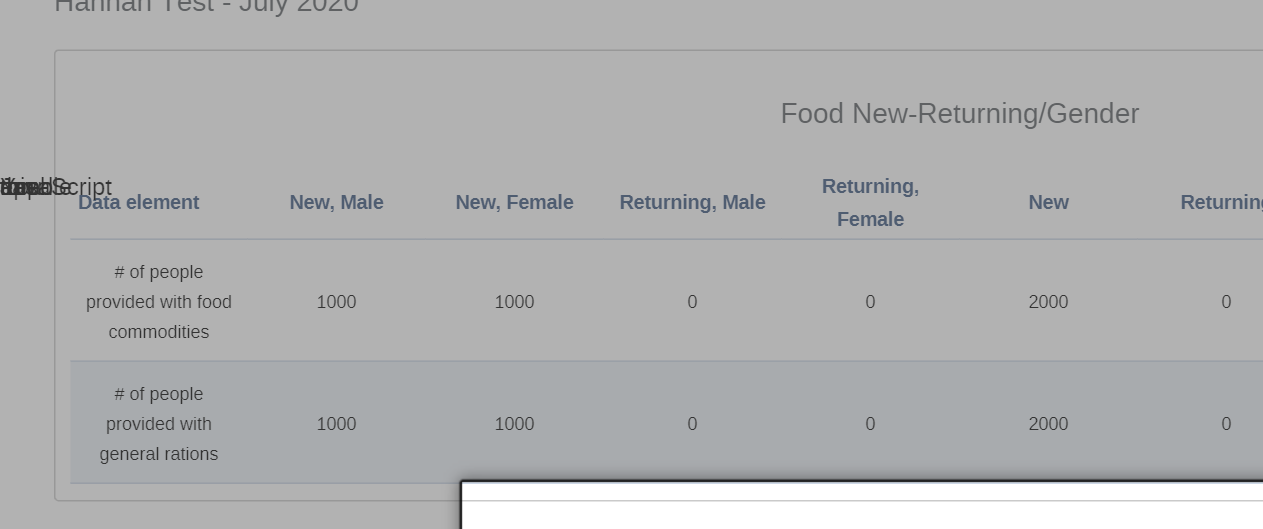 Hannah Test - July 2020
Food New-Returning/Gender
Data element New, Male New, Female Returning, Male Returning, Female New Returning
# of people provided with food commodities 1000 1000 0 0 2000 0
# of people provided with general rations 1000 1000 0 0 2000 0